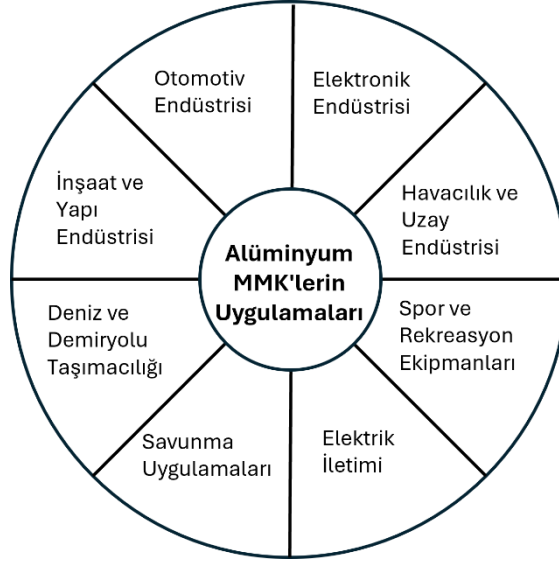 Otomotiv
Endüstrisi
Elektronik
Endüstrisi
Havacılık ve
Uzay
Endüstrisi
Spor ve
Rekreasyon
Ekipmanları
Elektrik
İletimi
Savunma
Uygulamaları
Deniz ve
Demiryolu
Taşımacılığı
İnşaat ve
Yapı
Endüstrisi
Alüminyum
MMK'lerin
Uygulamaları